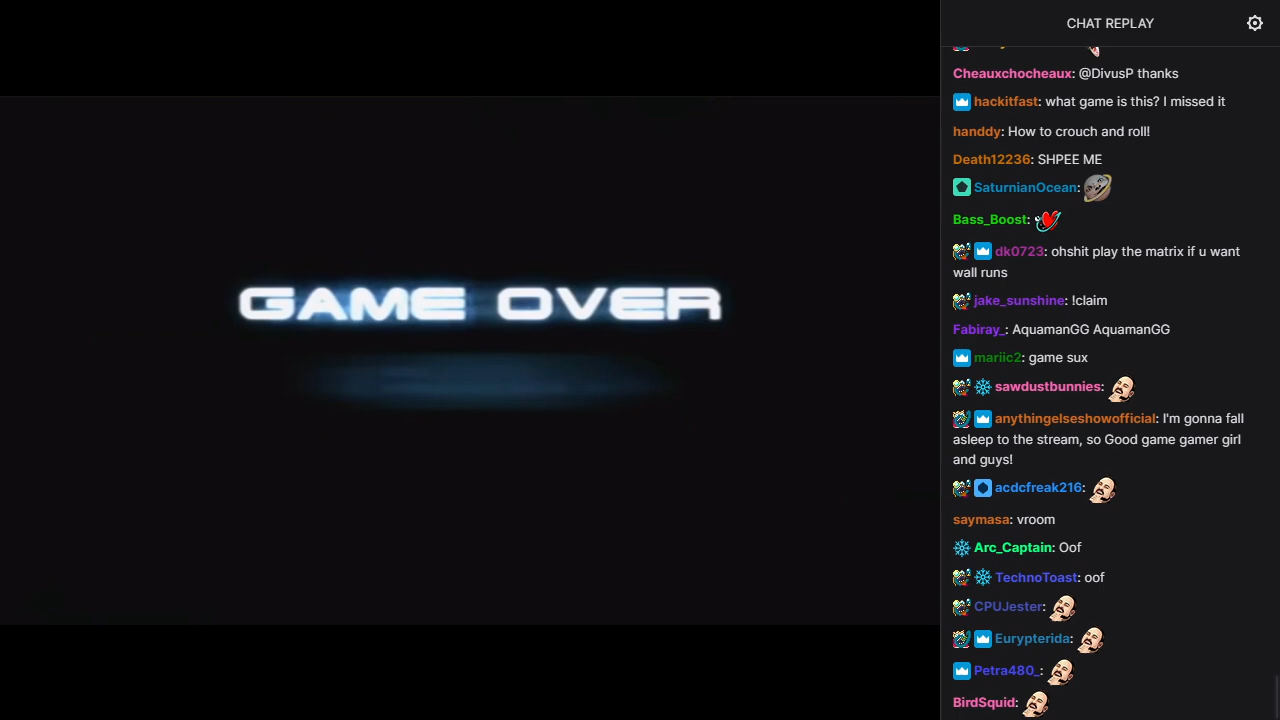 GAME OVER
CHAT REPLAY
Cheauxchocheaux: @DivusP thanks
hackitfast: what game is this? I missed it
handdy: How to crouch and roll!
Death12236: SHPEE ME
SaturnianOcean:
Bass_Boost:
dk0723: ohshit play the matrix if u want
wall runs
jake_sunshine: !claim
Fabiray_: AquamanGG AquamanGG
mariic2: game sux
sawdustbunnies:
anythingelseshowofficial: I'm gonna fall
asleep to the stream, so Good game gamer girl
and guys!
acdcfreak216:
saymasa: vroom
Arc_Captain: Oof
TechnoToast: oof
CPUJester:
Eurypterida:
Petra480_:
BirdSquid: